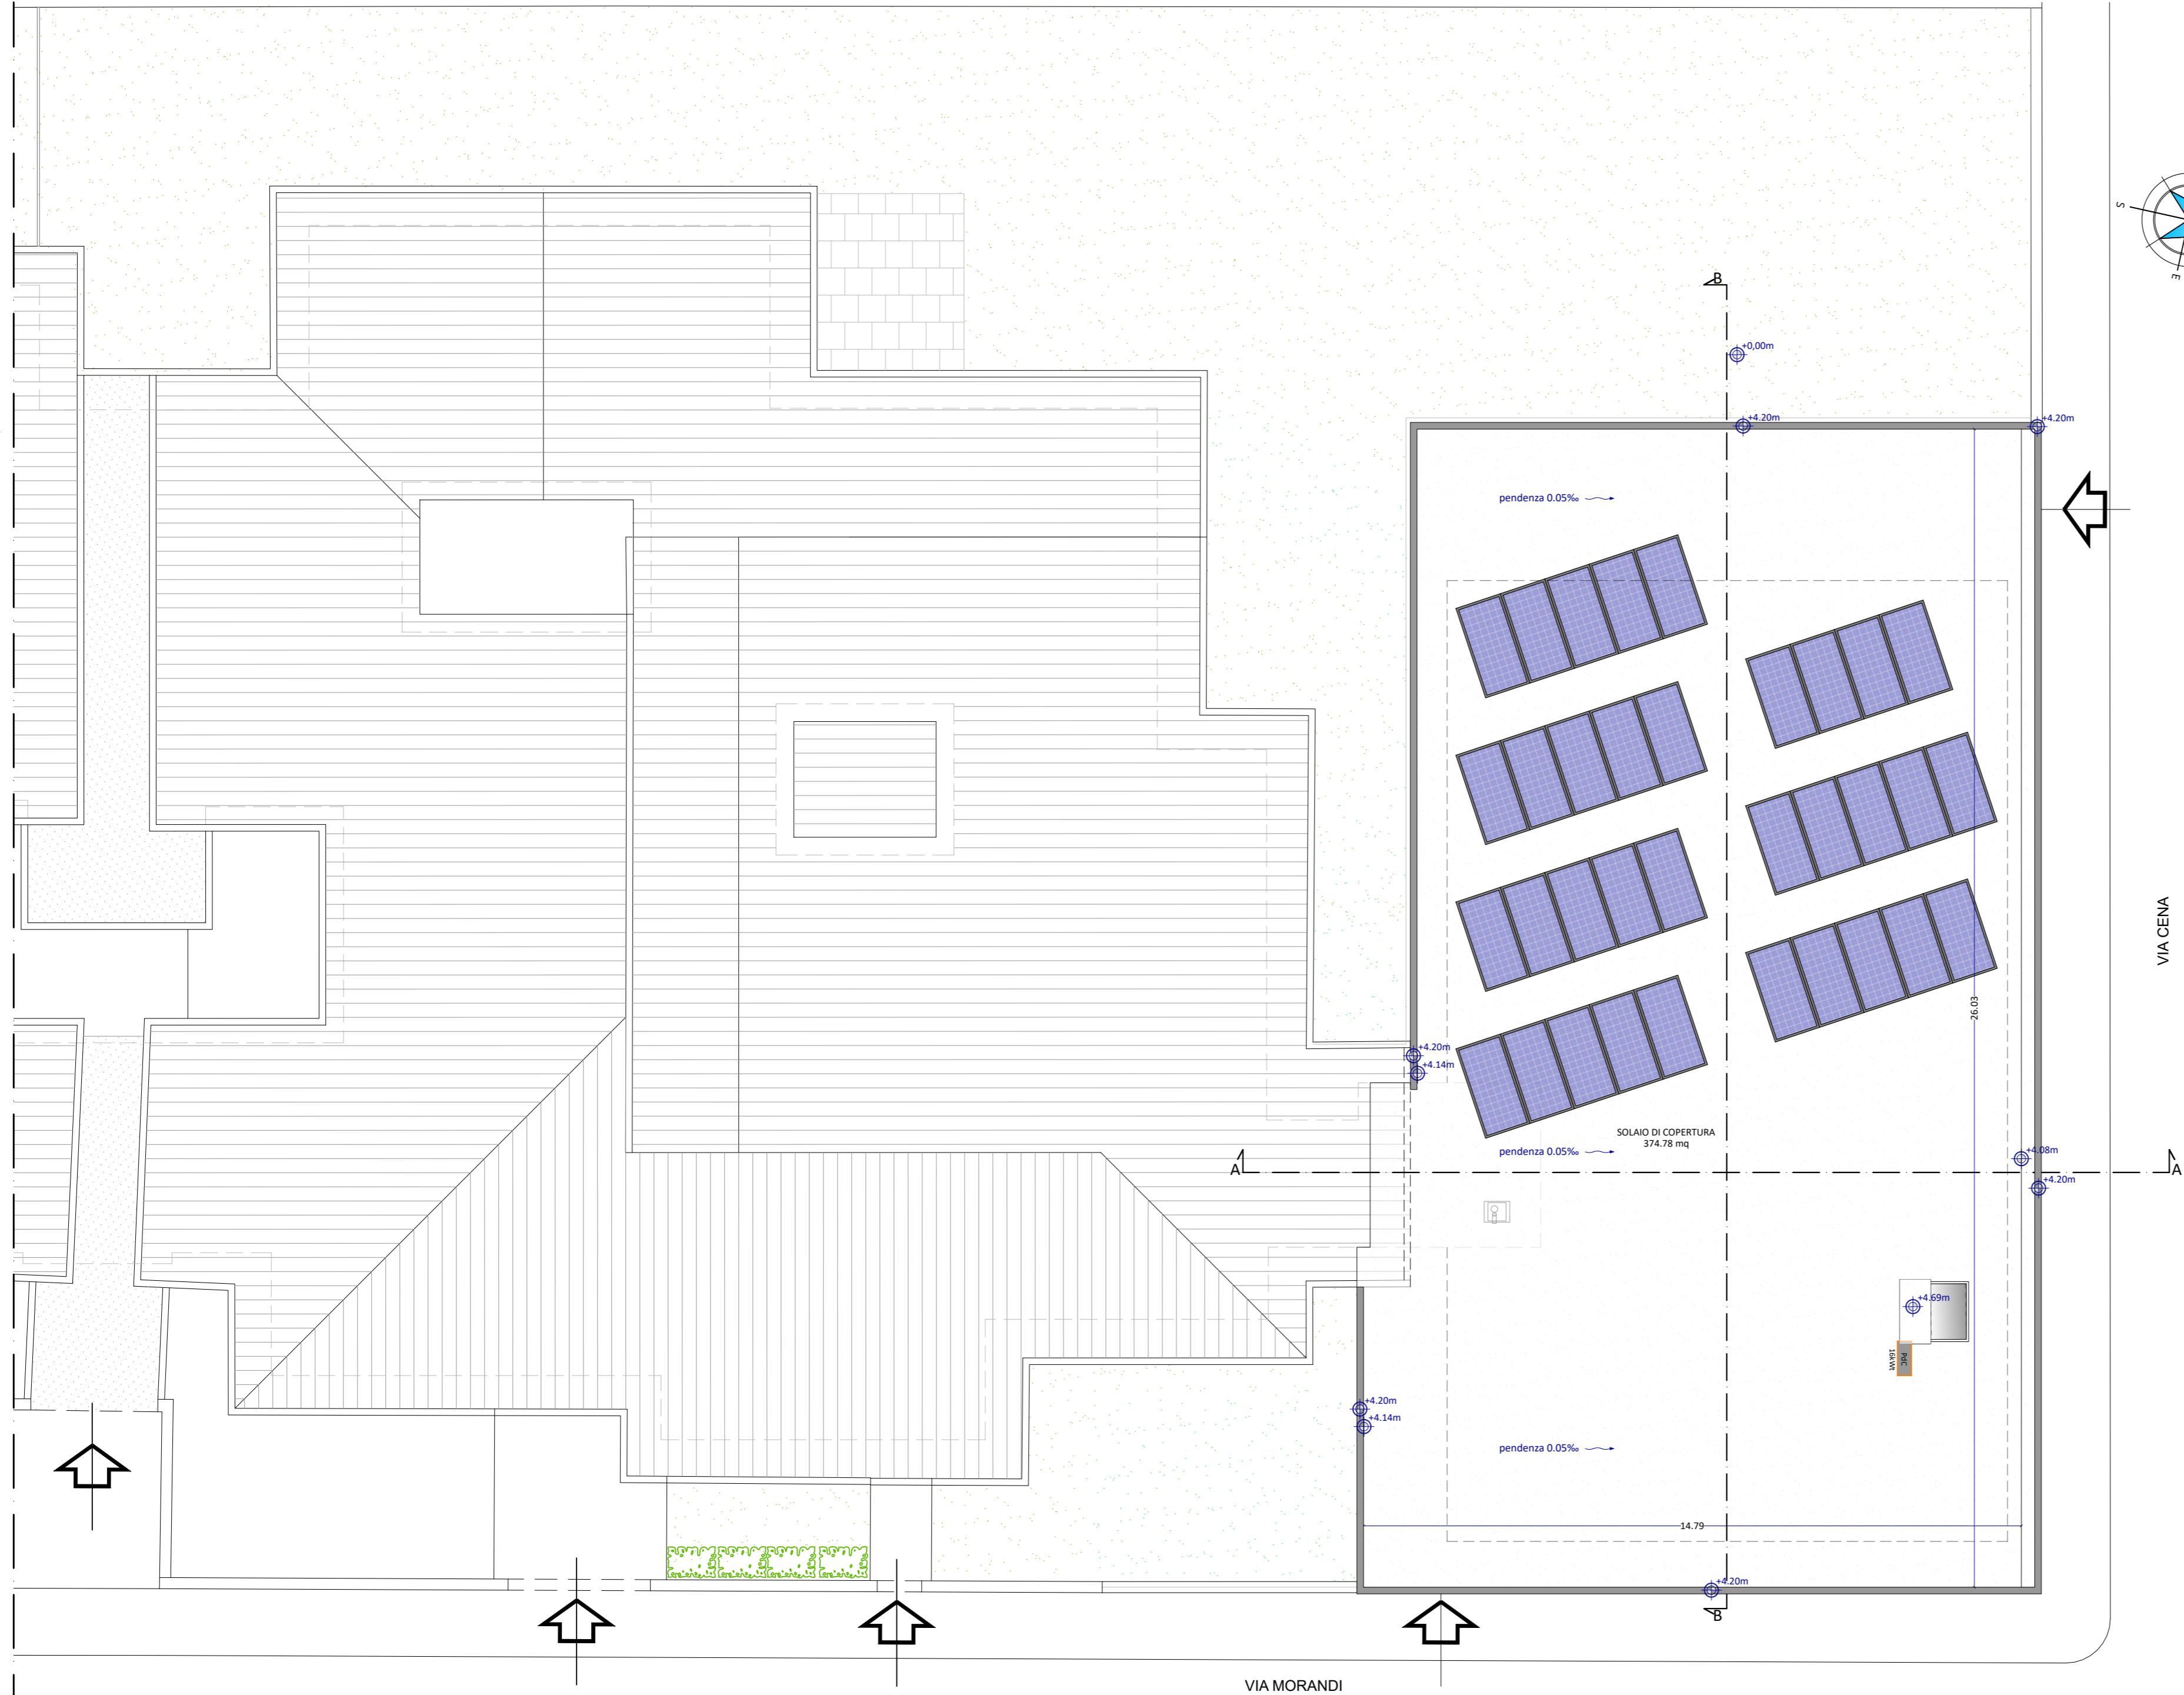 S
E
B
+0,00m
+4.20m
+4.20m
pendenza 0.05‰
VIA CENA
26.03
+4.20m
+4.14m
SOLAIO DI COPERTURA
374.78 mq
pendenza 0.05‰
+4.08m
A
A
+4.20m
+4.69m
PdC
16kWt
+4.20m
+4.14m
pendenza 0.05‰
14.79
+4.20m
B
VIA MORANDI